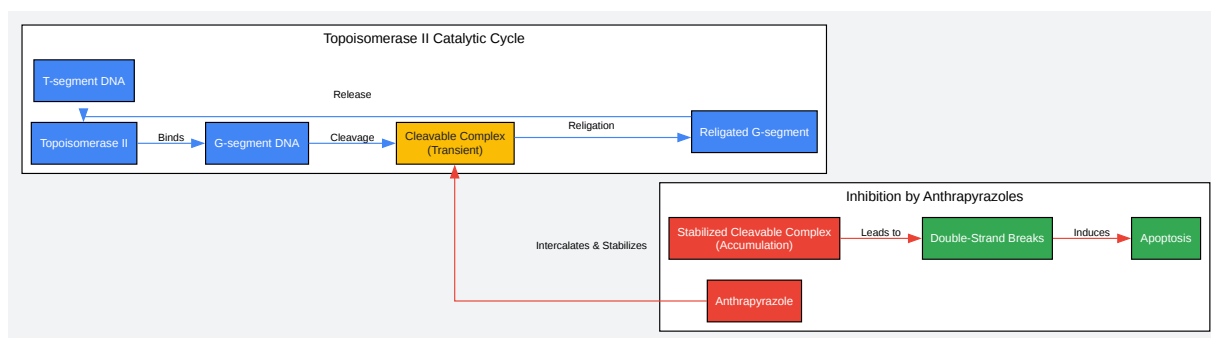 Topoisomerase II Catalytic Cycle
T-segment DNA
Release
Topoisomerase II
Binds
G-segment DNA
Cleavage
Cleavable Complex
(Transient)
Religation
Religated G-segment
Inhibition by Anthrapyrazoles
Intercalates & Stabilizes
Stabilized Cleavable Complex
(Accumulation)
Leads to
Double-Strand Breaks
Induces
Apoptosis
Anthrapyrazole